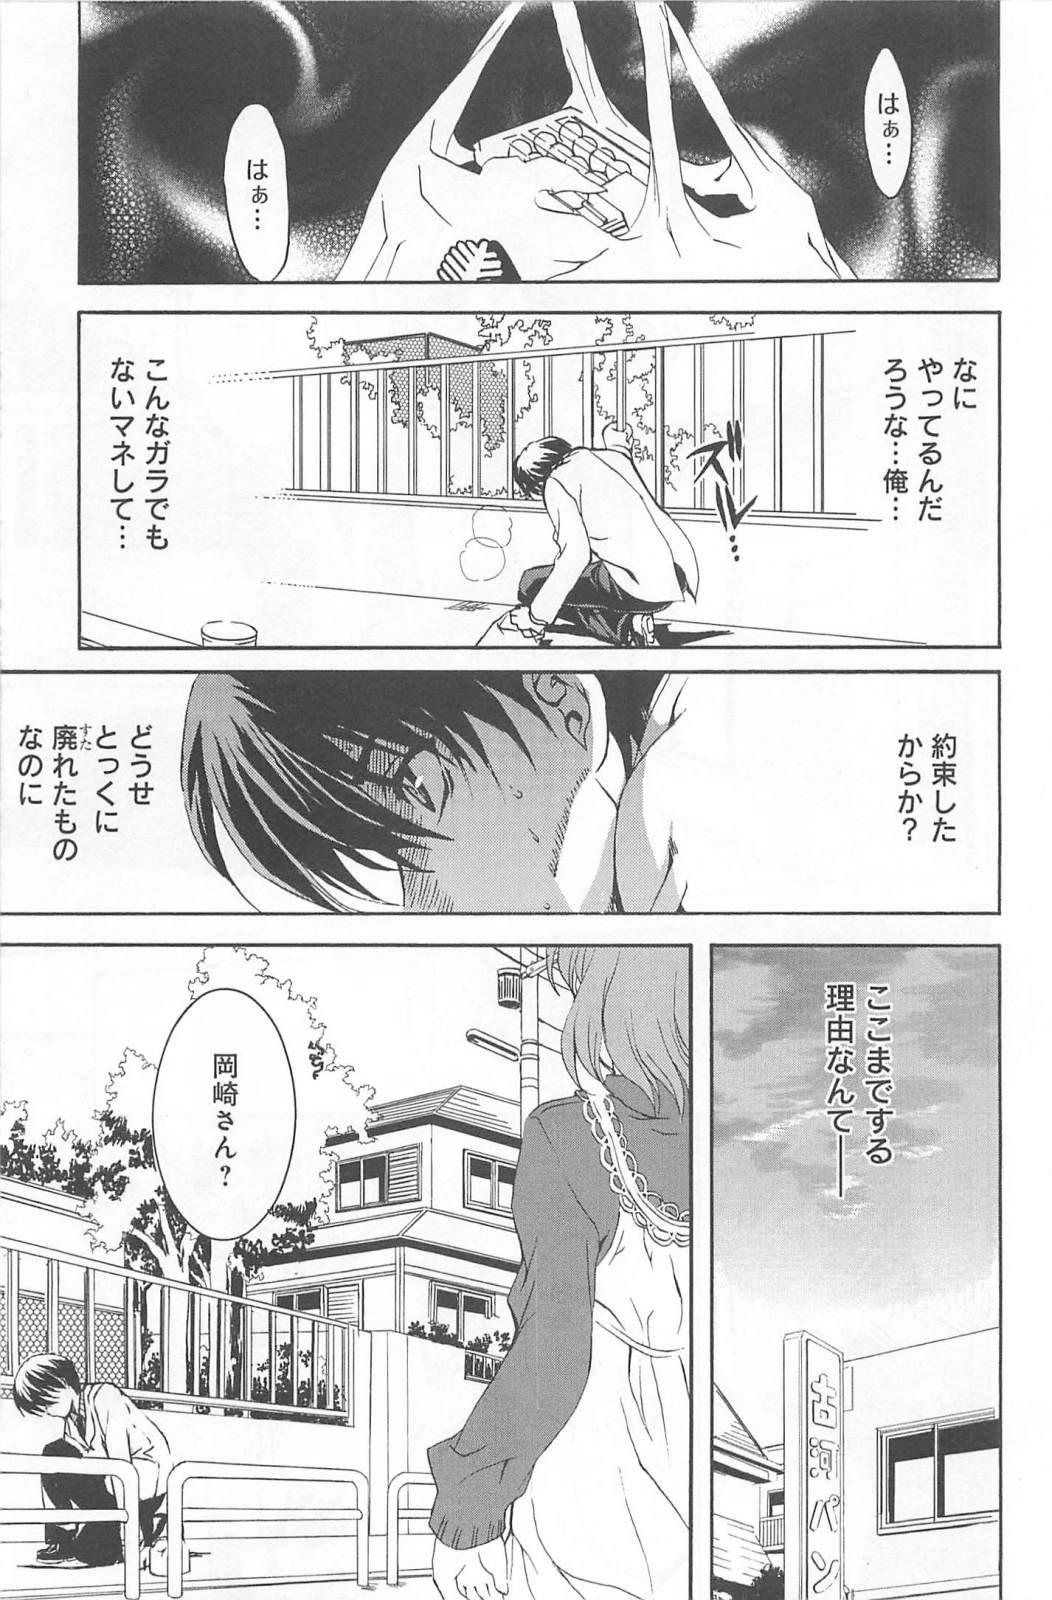 はぁ…
はぁ…
なに
やってるんだ
ろうな…俺…
ズル…
こんなガラでも
ないマネして…
約束した
からか？
どうせ
とっくに
廃れたもの
すた
なのに
ここまでする
理由なんて――
古河パン
岡崎さん？